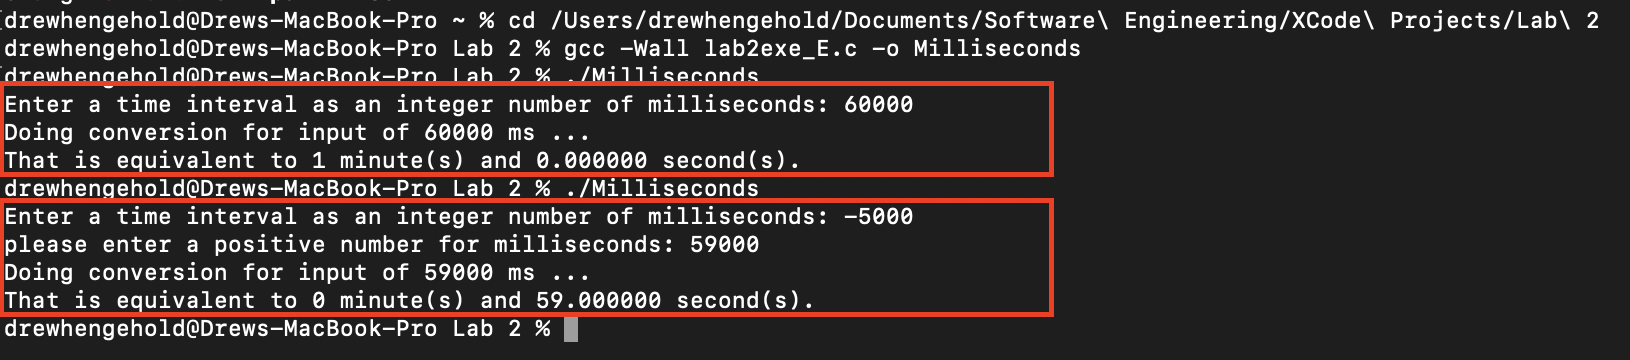 drewhengehold@Drews-MacBook-Pro ~ % cd /Users/drewhengehold/Documents/Software\ Engineering/XCode\ Projects/Lab\ 2
drewhengehold@Drews-MacBook-Pro Lab 2 % gcc -Wall lab2exe_E.c -o Milliseconds
drewhengehold@Drews-MacBook-Pro Lab 2 % ./Milliseconds
Enter a time interval as an integer number of milliseconds: 60000
Doing conversion for input of 60000 ms ...
That is equivalent to 1 minute(s) and 0.000000 second(s).
drewhengehold@Drews-MacBook-Pro Lab 2 % ./Milliseconds
Enter a time interval as an integer number of milliseconds: -5000
please enter a positive number for milliseconds: 59000
Doing conversion for input of 59000 ms ...
That is equivalent to 0 minute(s) and 59.000000 second(s).
drewhengehold@Drews-MacBook-Pro Lab 2 %